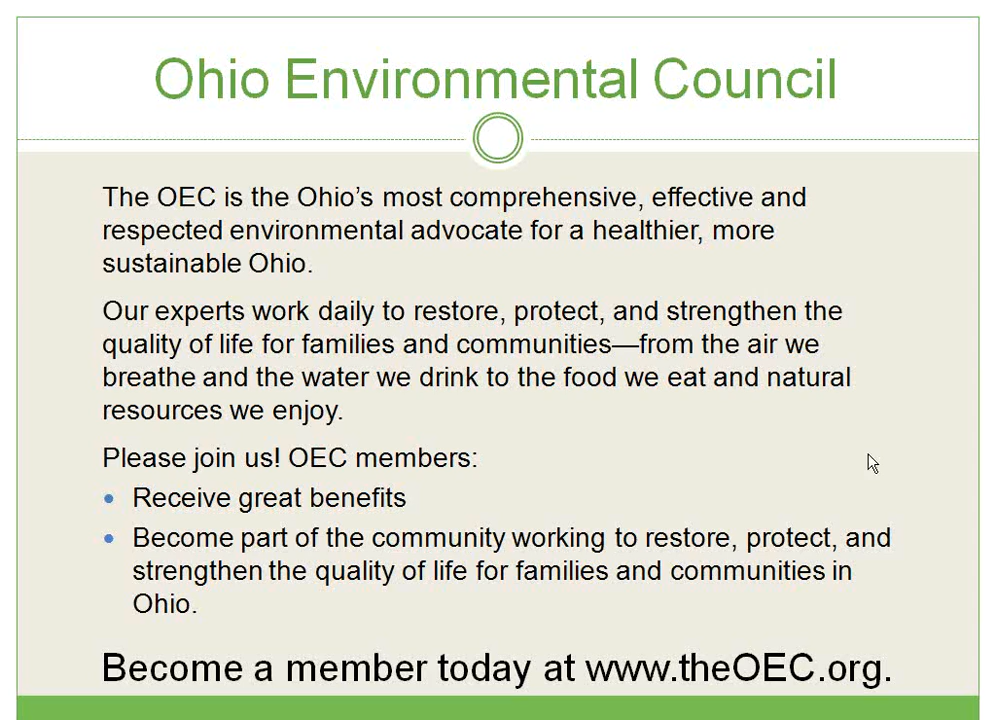 Ohio Environmental Council
The OEC is the Ohio’s most comprehensive, effective and
respected environmental advocate for a healthier, more
sustainable Ohio.
Our experts work daily to restore, protect, and strengthen the
quality of life for families and communities—from the air we
breathe and the water we drink to the food we eat and natural
resources we enjoy.
Please join us! OEC members:
• Receive great benefits
• Become part of the community working to restore, protect, and
strengthen the quality of life for families and communities in
Ohio.
Become a member today at www.theOEC.org.